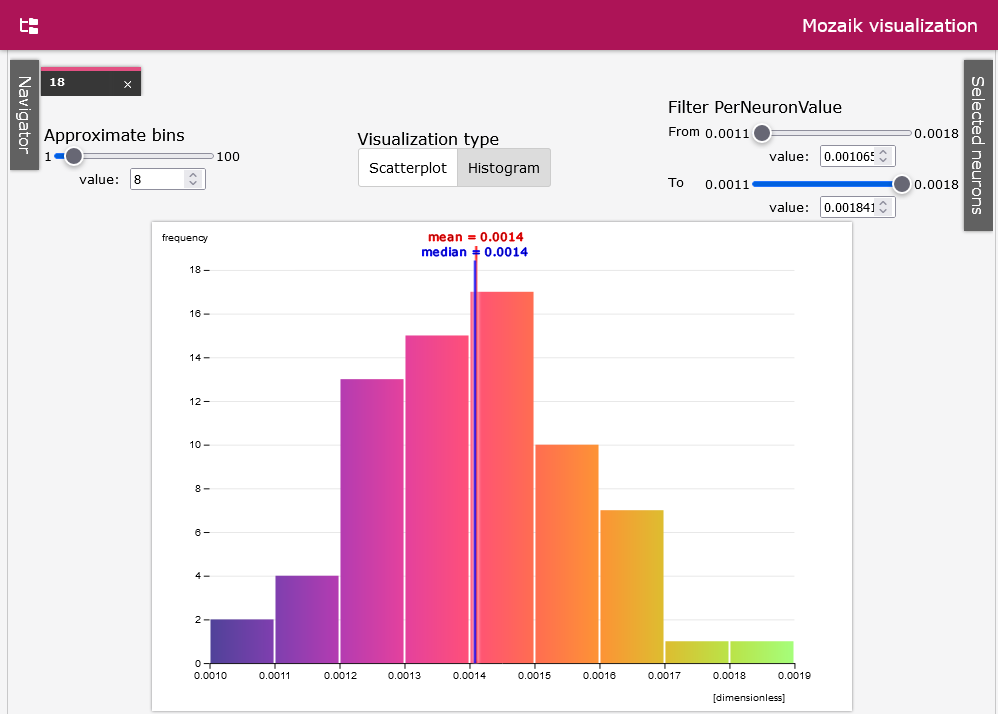 Mozaik visualization
Navigator
18 ×
Selected neurons
Approximate bins
1 100
value: 8
Visualization type
Scatterplot Histogram
Filter PerNeuronValue
From 0.0011 0.0018
value: 0.001065
To 0.0011 0.0018
value: 0.001841
frequency
mean = 0.0014
median = 0.0014
18
16
14
12
10
8
6
4
2
0
0.0010 0.0011 0.0012 0.0013 0.0014 0.0015 0.0016 0.0017 0.0018 0.0019
[dimensionless]